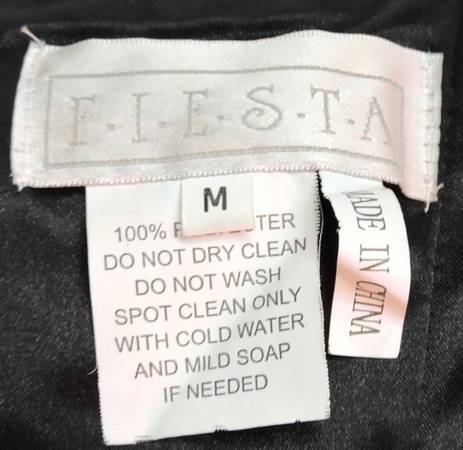 F·I·E·S·T·A
M
100%
DO NOT DRY CLEAN
DO NOT WASH
SPOT CLEAN ONLY
WITH COLD WATER
AND MILD SOAP
IF NEEDED
MADE IN CHINA